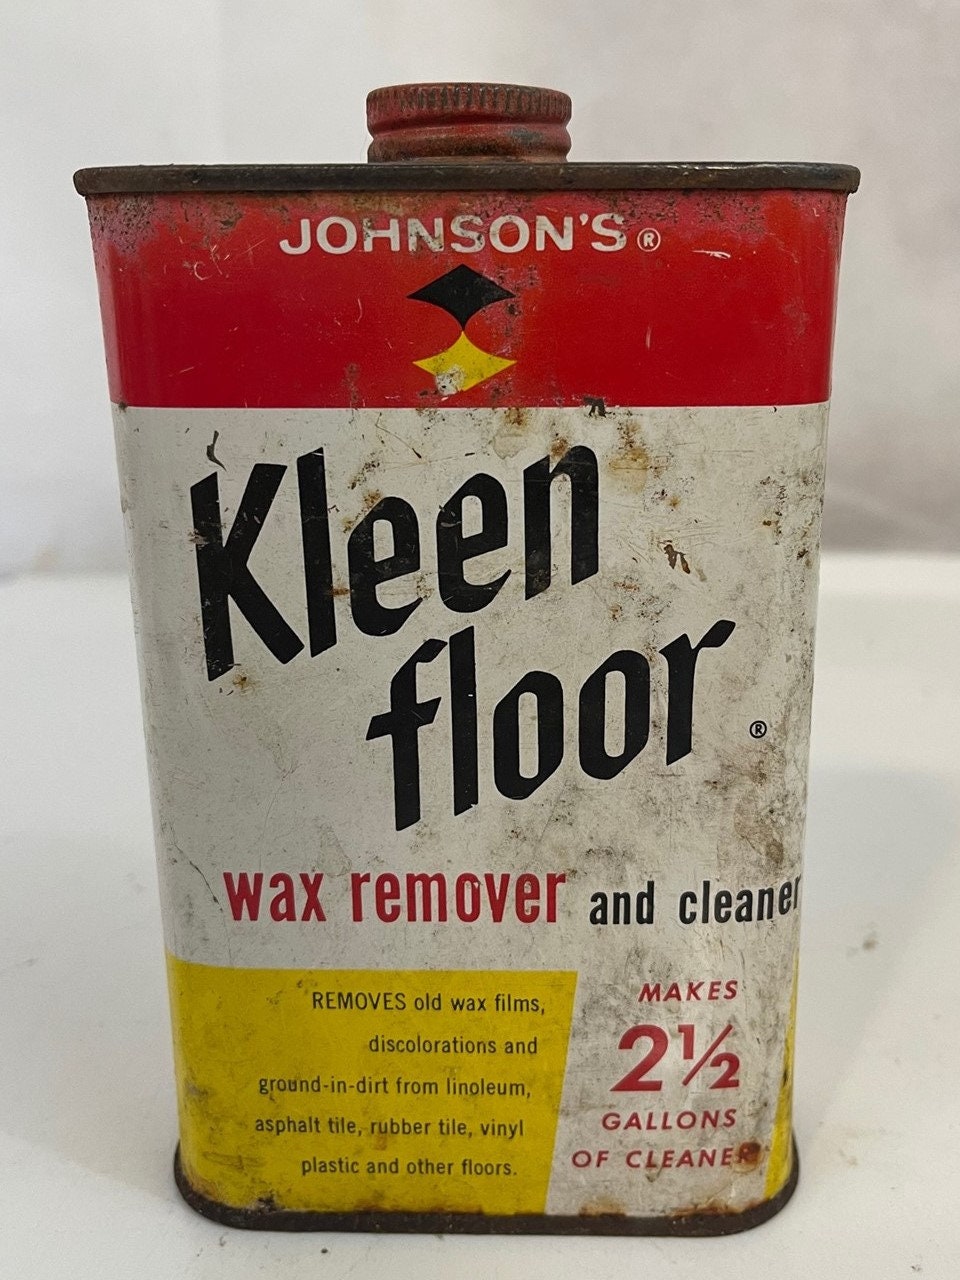 JOHNSON'S®
Kleen
floor®
wax remover and cleaner
REMOVES old wax films,
discolorations and
ground-in-dirt from linoleum,
asphalt tile, rubber tile, vinyl
plastic and other floors.
MAKES
2½
GALLONS
OF CLEANER